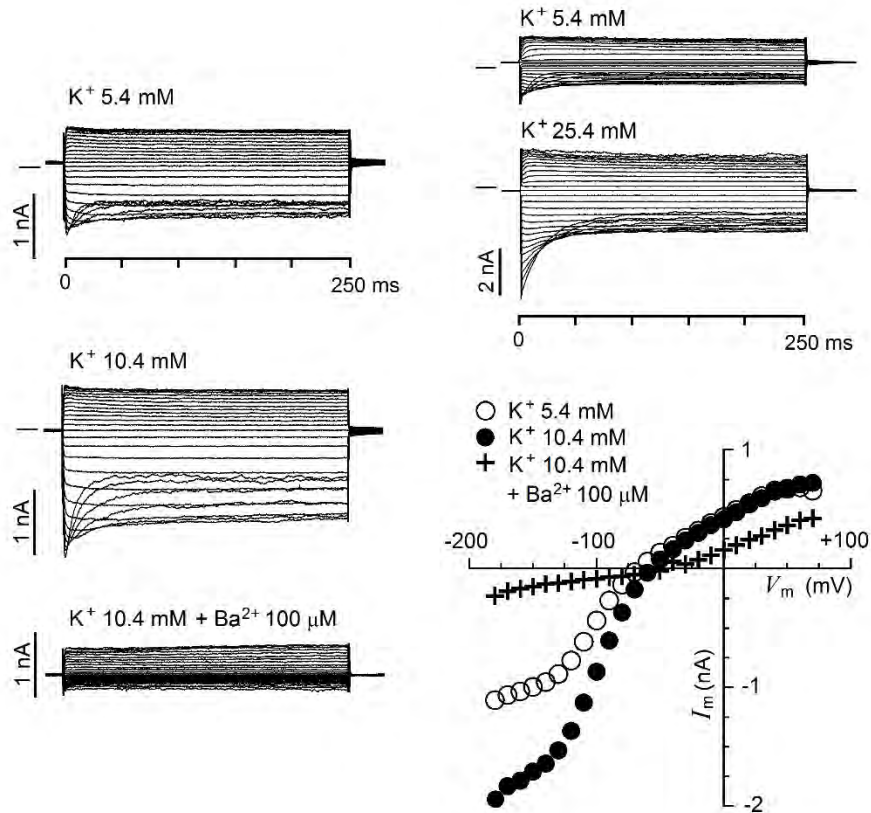 K⁺ 5.4 mM
1 nA
0
250 ms
K⁺ 10.4 mM
1 nA
K⁺ 10.4 mM + Ba²⁺ 100 μM
1 nA
K⁺ 5.4 mM
K⁺ 25.4 mM
2 nA
0
250 ms
K⁺ 5.4 mM
K⁺ 10.4 mM
K⁺ 10.4 mM
+ Ba²⁺ 100 μM
1
-200
-100
+100
Vm (mV)
-1
Im (nA)
-2